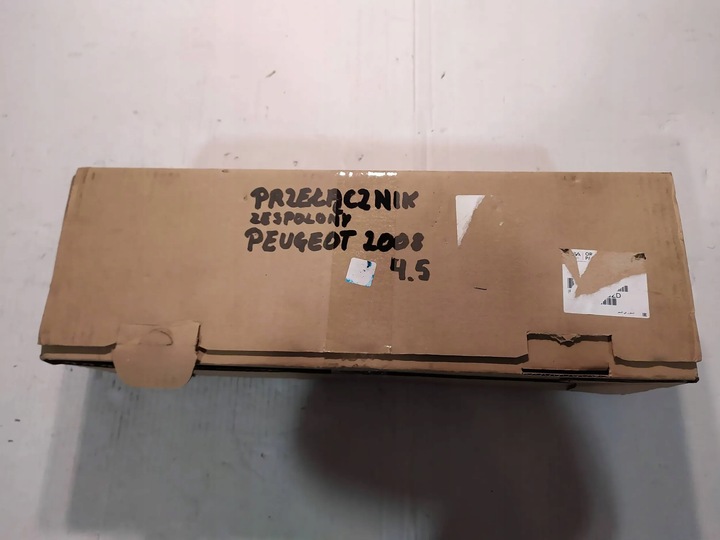 PRZEŁĄCZNIK
ZESPOLONY
PEUGEOT 2008
4.5